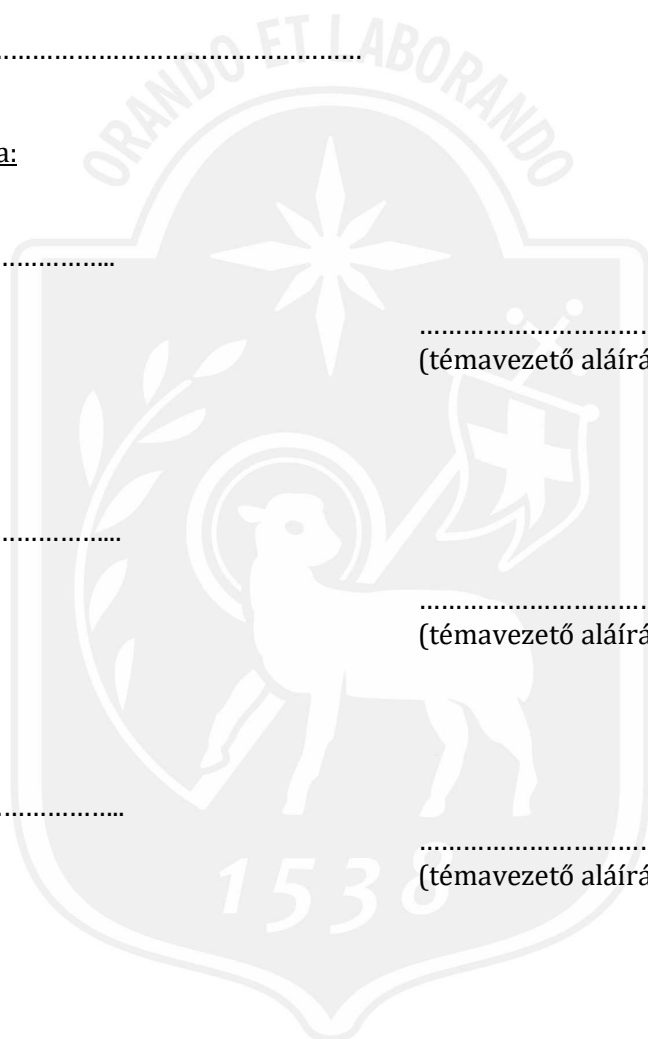 ORANDO ET LABORANDO
……………………………………………
a:
……………...
…………………………
(témavezető aláírá
……………....
…………………………
(témavezető aláírá
……………...
…………………………
(témavezető aláírá
1538